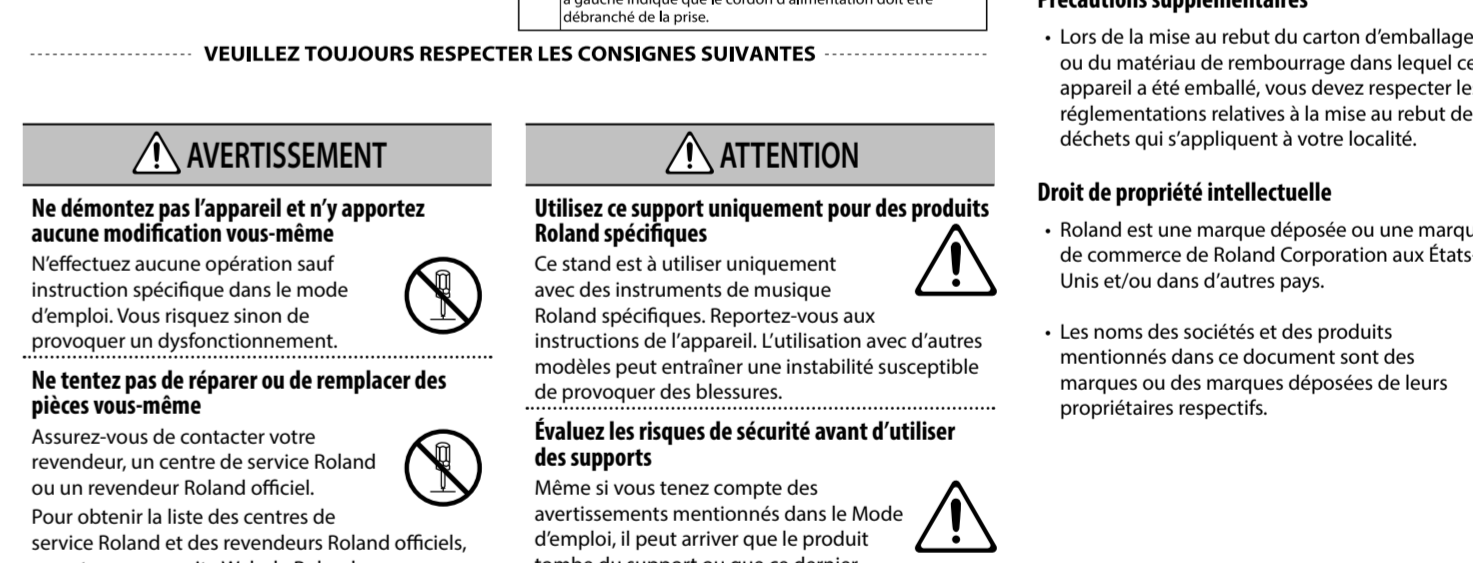 à gauche indique que le cordon d'alimentation doit être
débranché de la prise.
VEUILLEZ TOUJOURS RESPECTER LES CONSIGNES SUIVANTES
AVERTISSEMENT
Ne démontez pas l'appareil et n'y apportez
aucune modification vous-même
N'effectuez aucune opération sauf
instruction spécifique dans le mode
d'emploi. Vous risquez sinon de
provoquer un dysfonctionnement.
Ne tentez pas de réparer ou de remplacer des
pièces vous-même
Assurez-vous de contacter votre
revendeur, un centre de service Roland
ou un revendeur Roland officiel.
Pour obtenir la liste des centres de
service Roland et des revendeurs Roland officiels,
ATTENTION
Utilisez ce support uniquement pour des produits
Roland spécifiques
Ce stand est à utiliser uniquement
avec des instruments de musique
Roland spécifiques. Reportez-vous aux
instructions de l'appareil. L'utilisation avec d'autres
modèles peut entraîner une instabilité susceptible
de provoquer des blessures.
Évaluez les risques de sécurité avant d'utiliser
des supports
Même si vous tenez compte des
avertissements mentionnés dans le Mode
d'emploi, il peut arriver que le produit
tombe du support ou que ce dernier
Précautions supplémentaires
• Lors de la mise au rebut du carton d'emballage
ou du matériau de rembourrage dans lequel ce
appareil a été emballé, vous devez respecter les
réglementations relatives à la mise au rebut de
déchets qui s'appliquent à votre localité.
Droit de propriété intellectuelle
• Roland est une marque déposée ou une marqu
de commerce de Roland Corporation aux États-
Unis et/ou dans d'autres pays.
• Les noms des sociétés et des produits
mentionnés dans ce document sont des
marques ou des marques déposées de leurs
propriétaires respectifs.